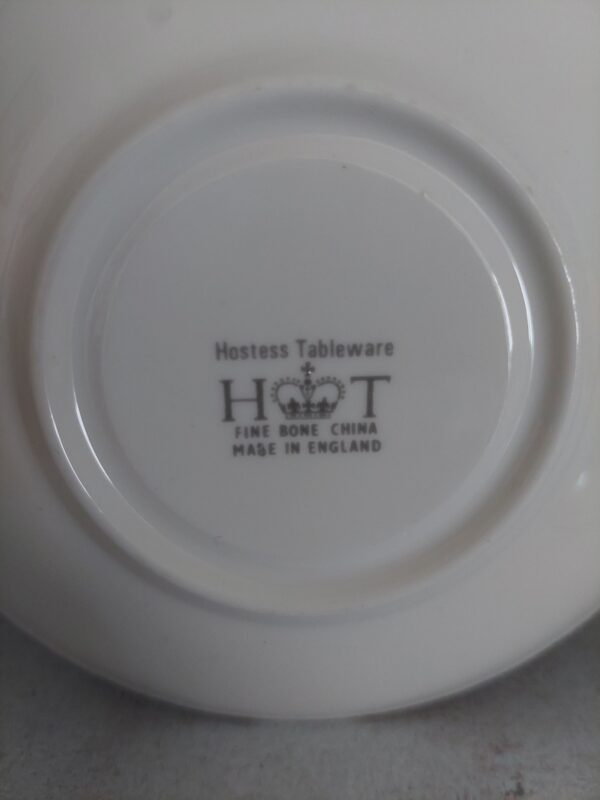 Hostess Tableware
H T
FINE BONE CHINA
MADE IN ENGLAND